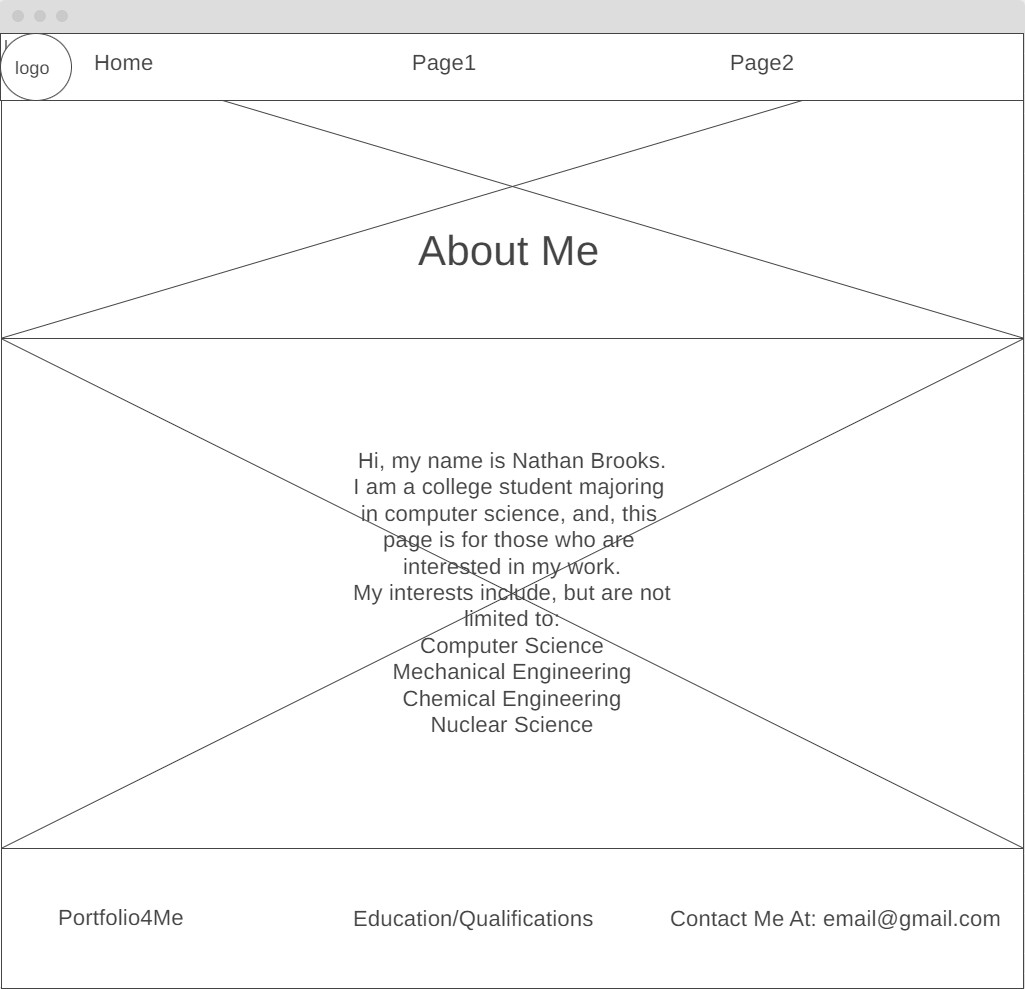 logo
Home Page1 Page2
About Me
Hi, my name is Nathan Brooks.
I am a college student majoring
in computer science, and, this
page is for those who are
interested in my work.
My interests include, but are not
limited to:
Computer Science
Mechanical Engineering
Chemical Engineering
Nuclear Science
Portfolio4Me Education/Qualifications Contact Me At: email@gmail.com